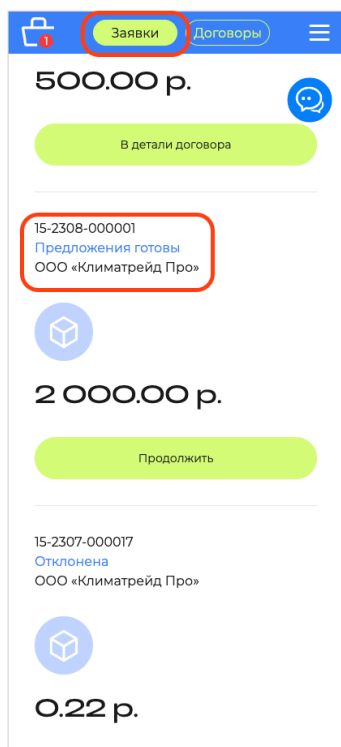 1
Заявки
Договоры
500.00 р.
В детали договора
15-2308-000001
Предложения готовы
ООО «Климатрейд Про»
2 000.00 р.
Продолжить
15-2307-000017
Отклонена
ООО «Климатрейд Про»
0.22 р.